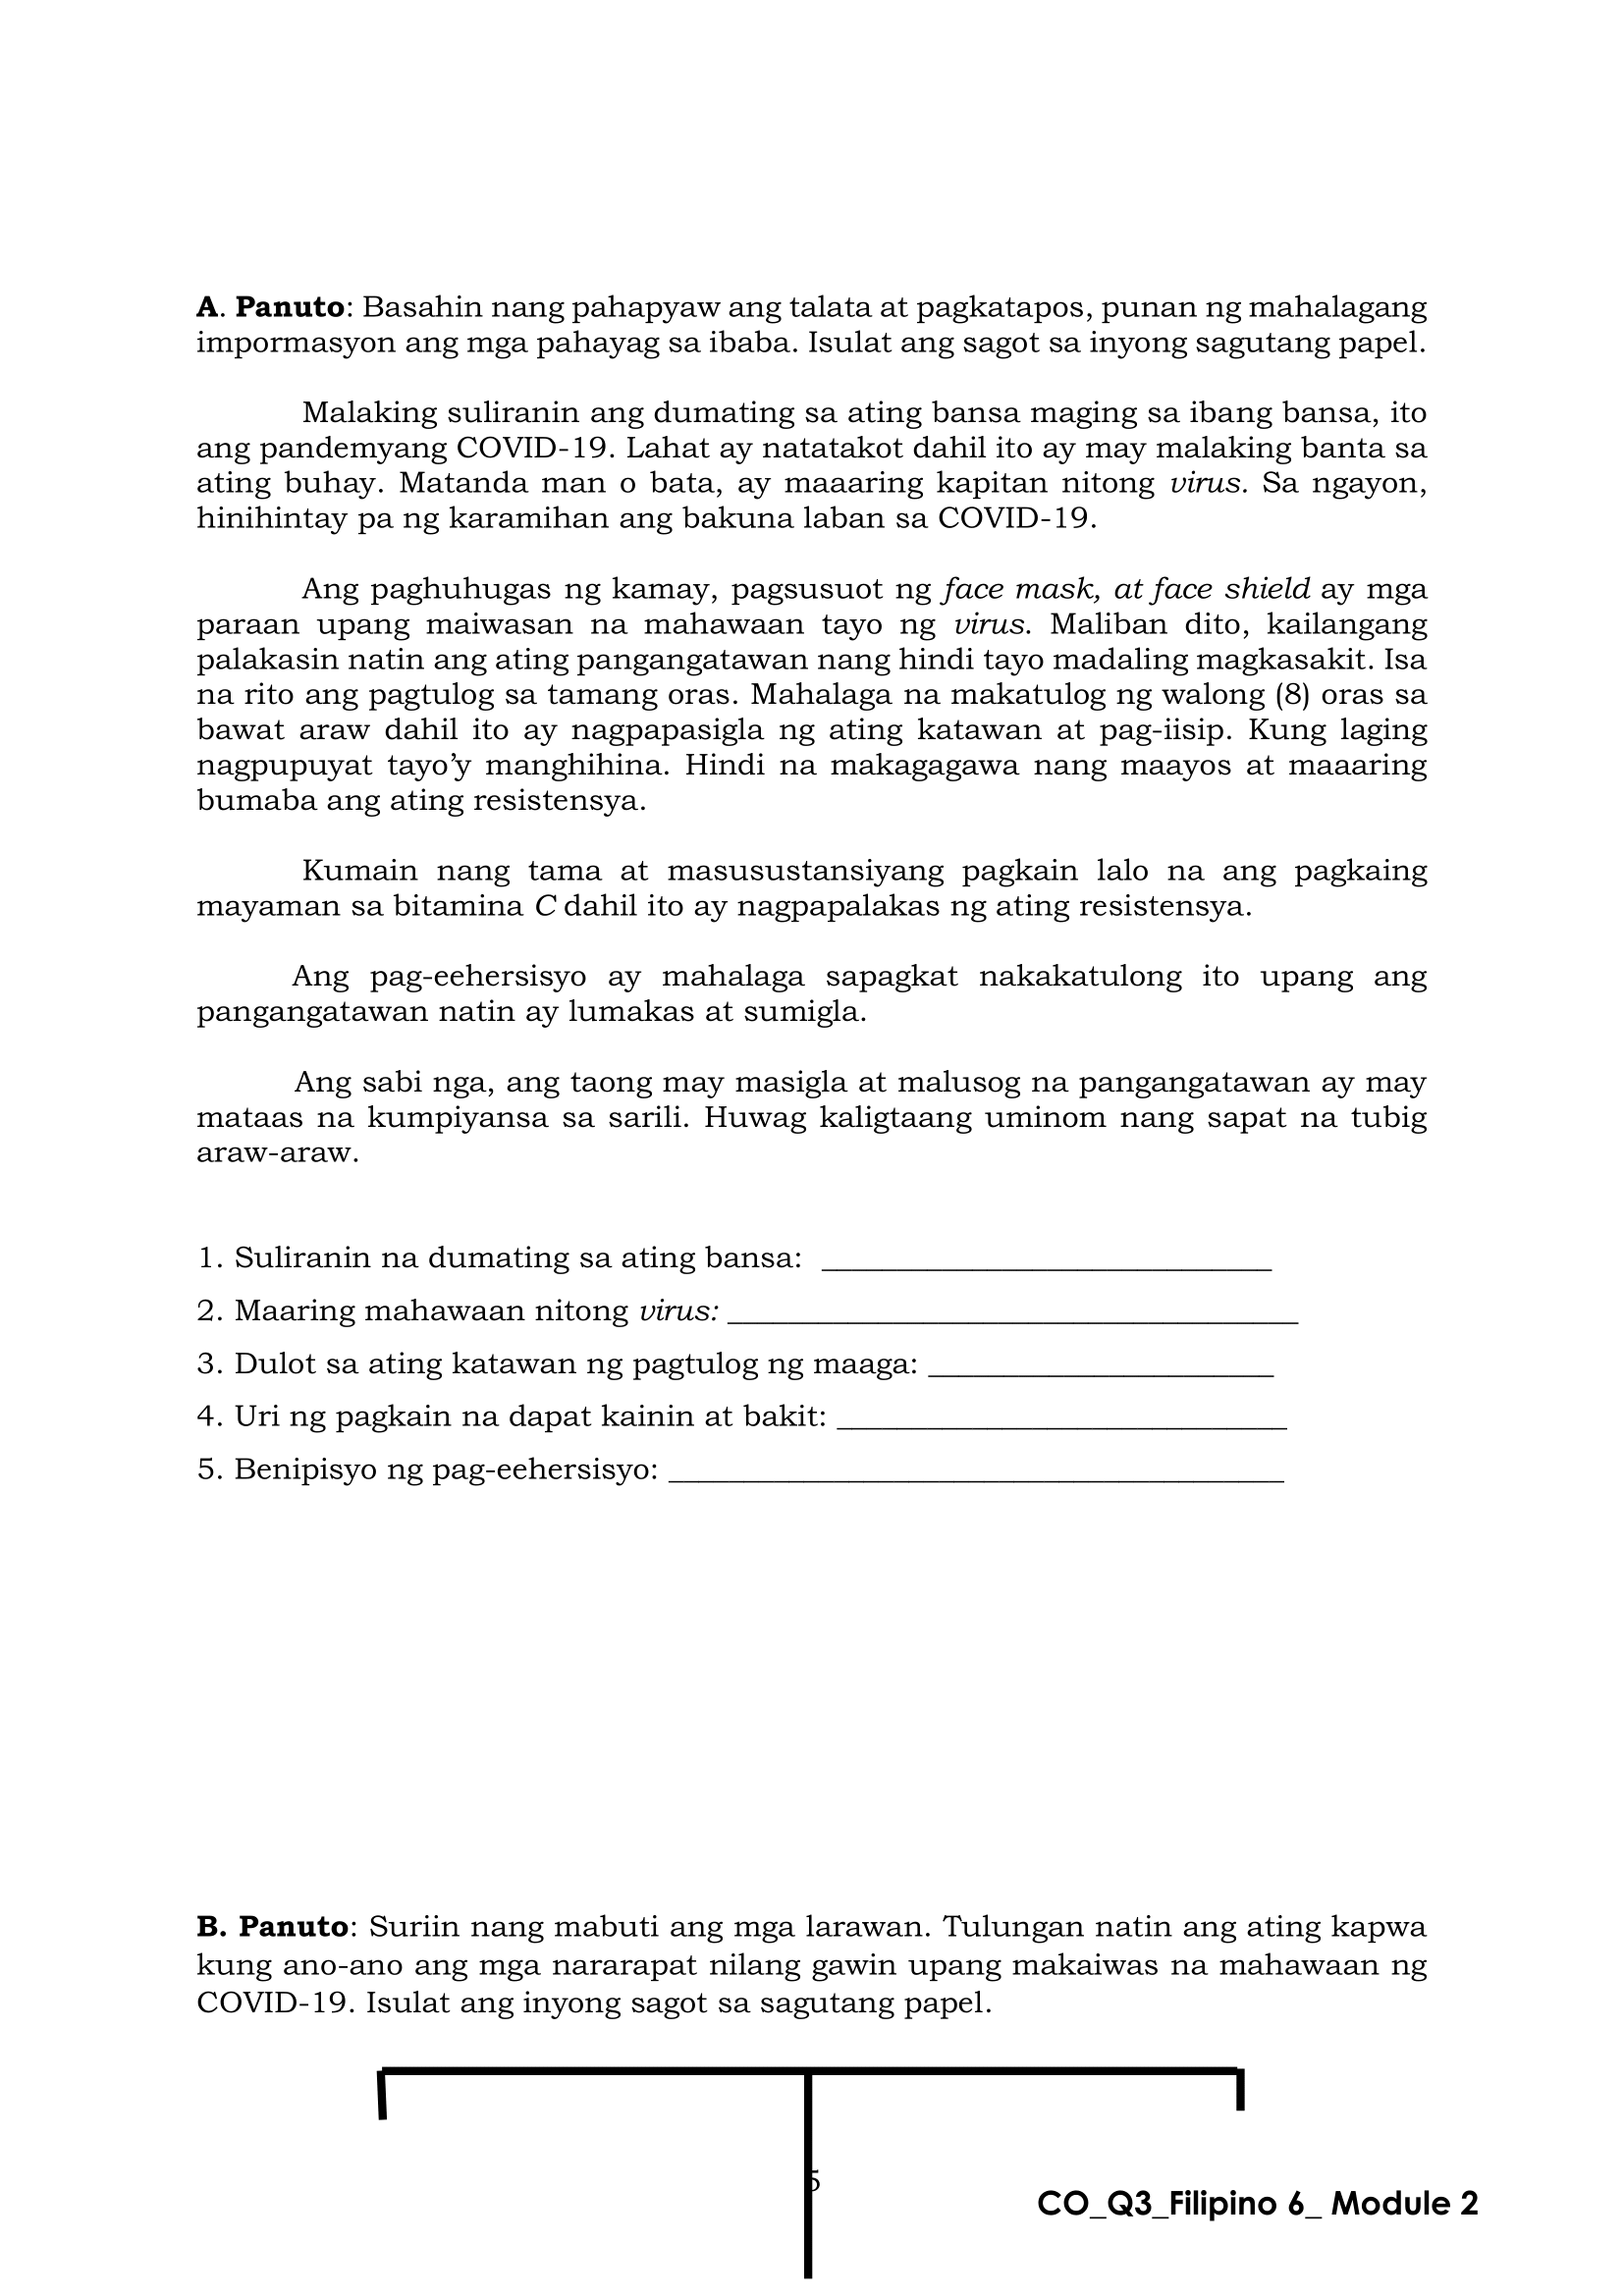 A. Panuto: Basahin nang pahapyaw ang talata at pagkatapos, punan ng mahalagang
impormasyon ang mga pahayag sa ibaba. Isulat ang sagot sa inyong sagutang papel.
Malaking suliranin ang dumating sa ating bansa maging sa ibang bansa, ito
ang pandemyang COVID-19. Lahat ay natatakot dahil ito ay may malaking banta sa
ating buhay. Matanda man o bata, ay maaaring kapitan nitong virus. Sa ngayon,
hinihintay pa ng karamihan ang bakuna laban sa COVID-19.
Ang paghuhugas ng kamay, pagsusuot ng face mask, at face shield ay mga
paraan upang maiwasan na mahawaan tayo ng virus. Maliban dito, kailangang
palakasin natin ang ating pangangatawan nang hindi tayo madaling magkasakit. Isa
na rito ang pagtulog sa tamang oras. Mahalaga na makatulog ng walong (8) oras sa
bawat araw dahil ito ay nagpapasigla ng ating katawan at pag-iisip. Kung laging
nagpupuyat tayo’y manghihina. Hindi na makagagawa nang maayos at maaaring
bumaba ang ating resistensya.
Kumain nang tama at masusustansiyang pagkain lalo na ang pagkaing
mayaman sa bitamina C dahil ito ay nagpapalakas ng ating resistensya.
Ang pag-eehersisyo ay mahalaga sapagkat nakakatulong ito upang ang
pangangatawan natin ay lumakas at sumigla.
Ang sabi nga, ang taong may masigla at malusog na pangangatawan ay may
mataas na kumpiyansa sa sarili. Huwag kaligtaang uminom nang sapat na tubig
araw-araw.
1. Suliranin na dumating sa ating bansa: ______________________________
2. Maaring mahawaan nitong virus: ______________________________________
3. Dulot sa ating katawan ng pagtulog ng maaga: _______________________
4. Uri ng pagkain na dapat kainin at bakit: ______________________________
5. Benipisyo ng pag-eehersisyo: _________________________________________
B. Panuto: Suriin nang mabuti ang mga larawan. Tulungan natin ang ating kapwa
kung ano-ano ang mga nararapat nilang gawin upang makaiwas na mahawaan ng
COVID-19. Isulat ang inyong sagot sa sagutang papel.
5
CO_Q3_Filipino 6_ Module 2